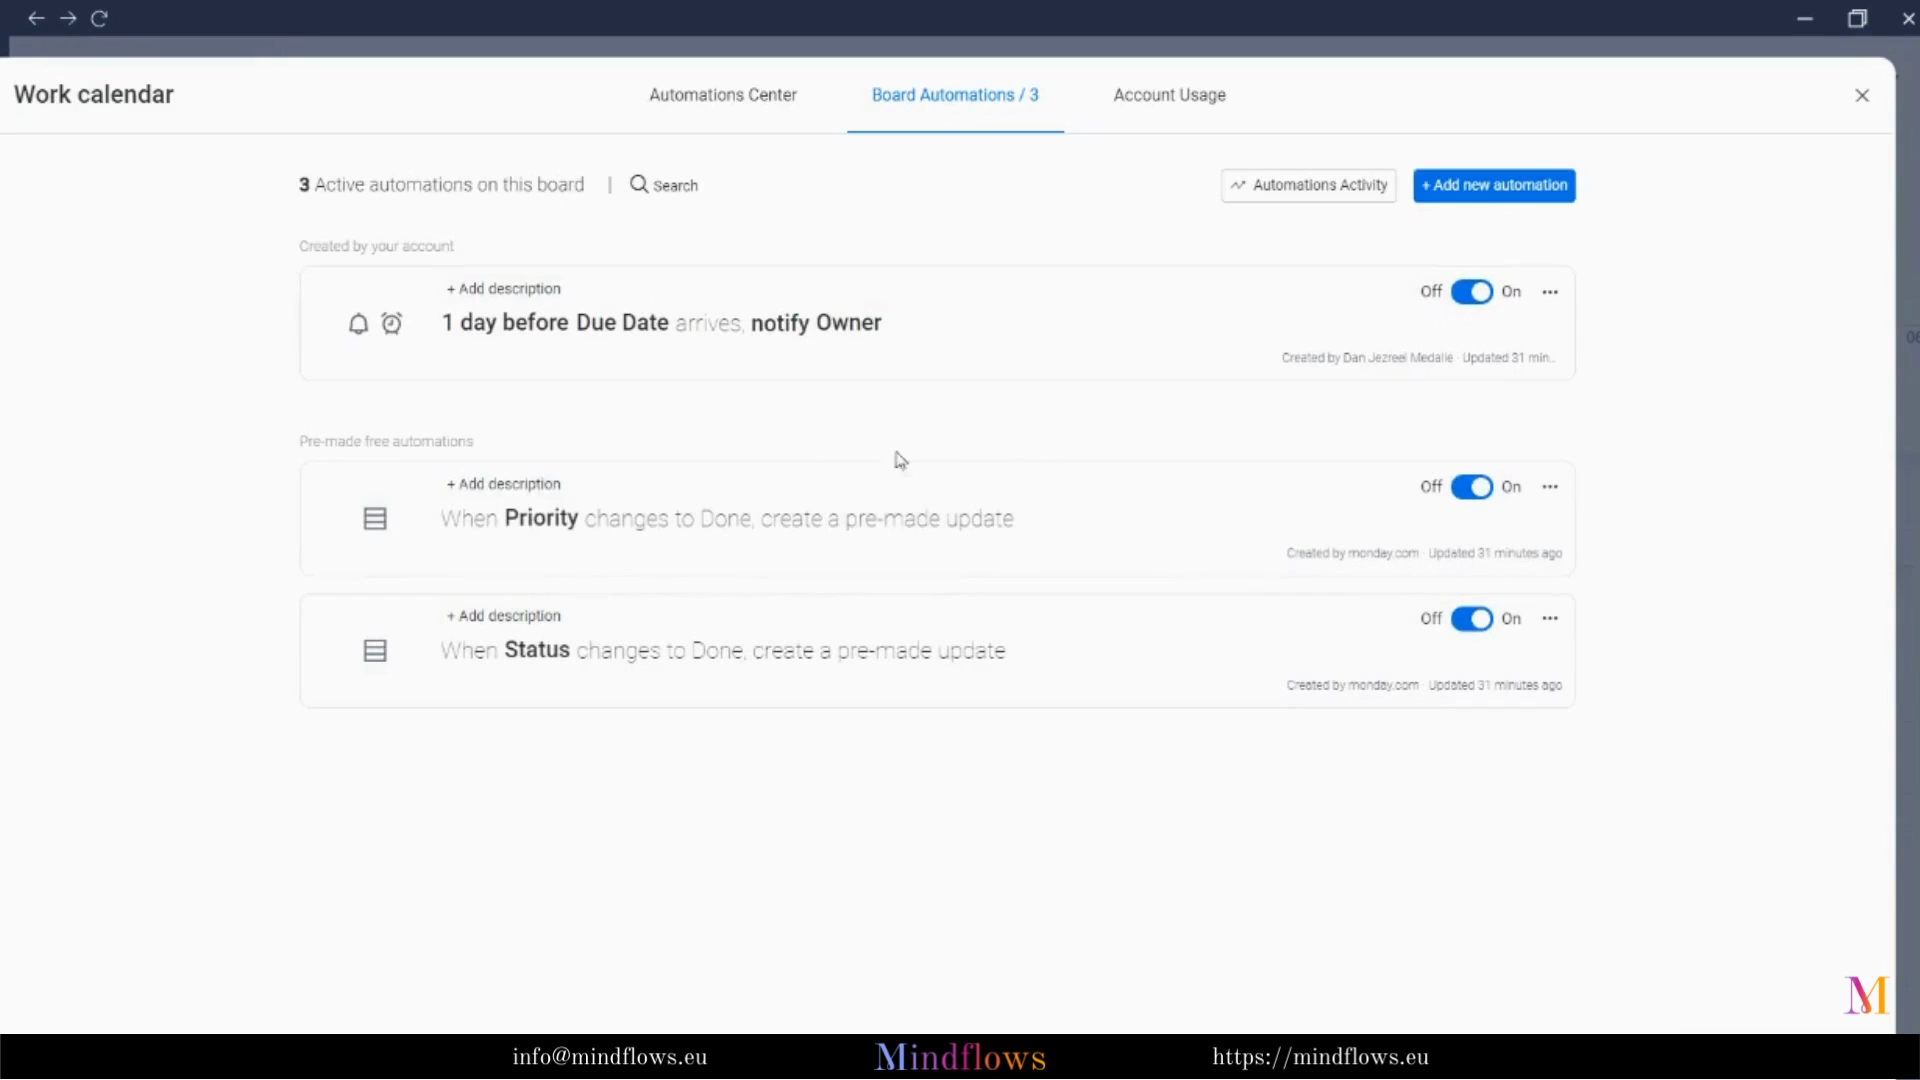 Work calendar
Automations Center
Board Automations / 3
Account Usage
3 Active automations on this board | Search
Automations Activity
+ Add new automation
Created by your account
+ Add description
Off On
1 day before Due Date arrives, notify Owner
Created by Dan Jezreel Medalle · Updated 31 min...
Pre-made free automations
+ Add description
Off On
When Priority changes to Done, create a pre-made update
Created by monday.com · Updated 31 minutes ago
+ Add description
Off On
When Status changes to Done, create a pre-made update
Created by monday.com · Updated 31 minutes ago
M
info@mindflows.eu
Mindflows
https://mindflows.eu